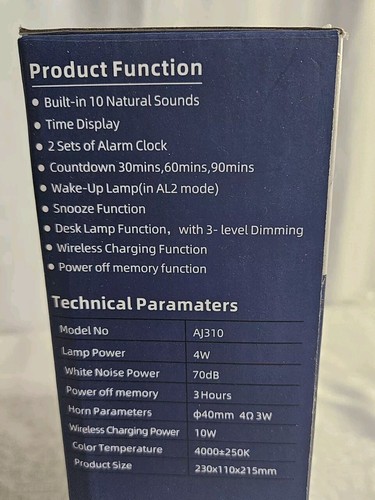 Product Function
• Built-in 10 Natural Sounds
• Time Display
• 2 Sets of Alarm Clock
• Countdown 30mins,60mins,90mins
• Wake-Up Lamp(in AL2 mode)
• Snooze Function
• Desk Lamp Function，with 3- level Dimming
• Wireless Charging Function
• Power off memory function
Technical Paramaters
Model No AJ310
Lamp Power 4W
White Noise Power 70dB
Power off memory 3Hours
Horn Parameters ф40mm 4Ω 3W
Wireless Charging Power 10W
Color Temperature 4000±250K
Product Size 230x110x215mm